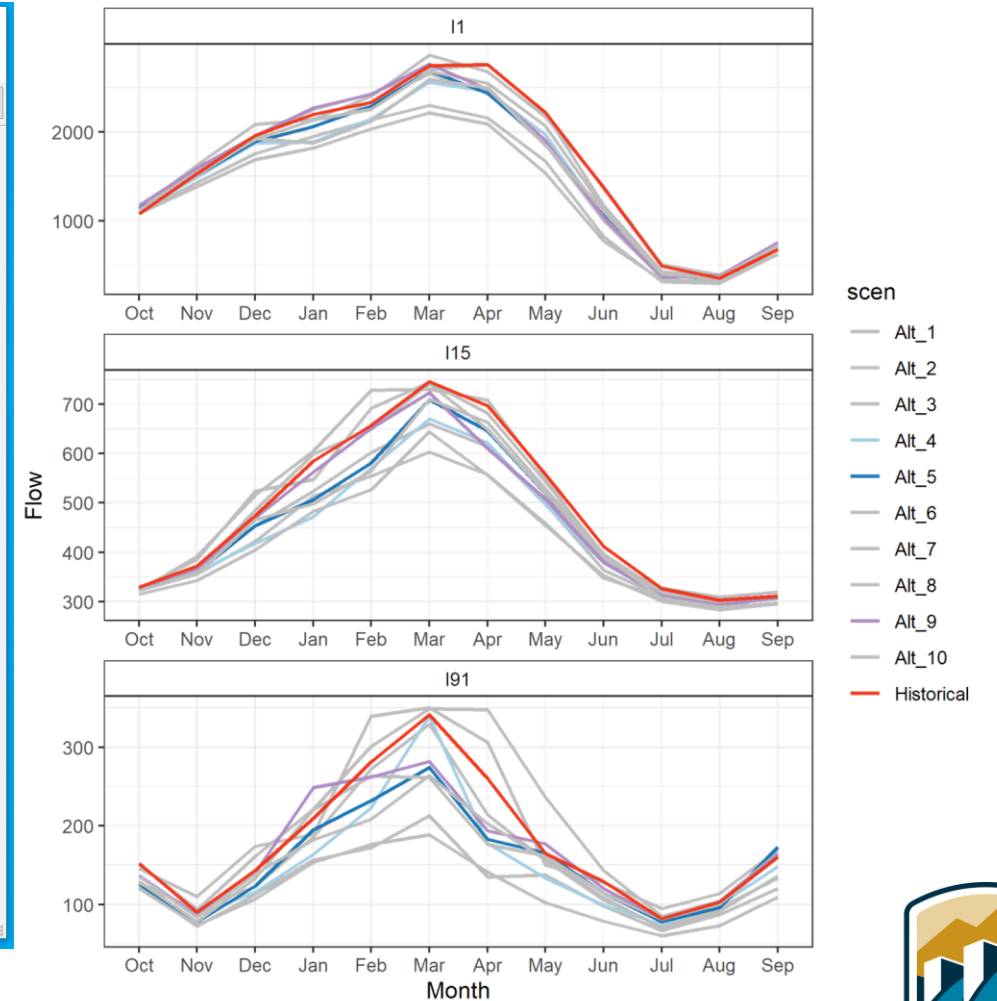 I1
2000
1000
Oct Nov Dec Jan Feb Mar Apr May Jun Jul Aug Sep
I15
700
600
500
400
300
Oct Nov Dec Jan Feb Mar Apr May Jun Jul Aug Sep
I91
300
200
100
Oct Nov Dec Jan Feb Mar Apr May Jun Jul Aug Sep
Month
Flow
scen
Alt_1
Alt_2
Alt_3
Alt_4
Alt_5
Alt_6
Alt_7
Alt_8
Alt_9
Alt_10
Historical